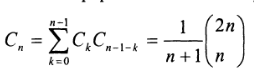 C_n = \sum_{k=0}^{n-1} C_k C_{n-1-k} = \frac{1}{n+1} \binom{2n}{n}